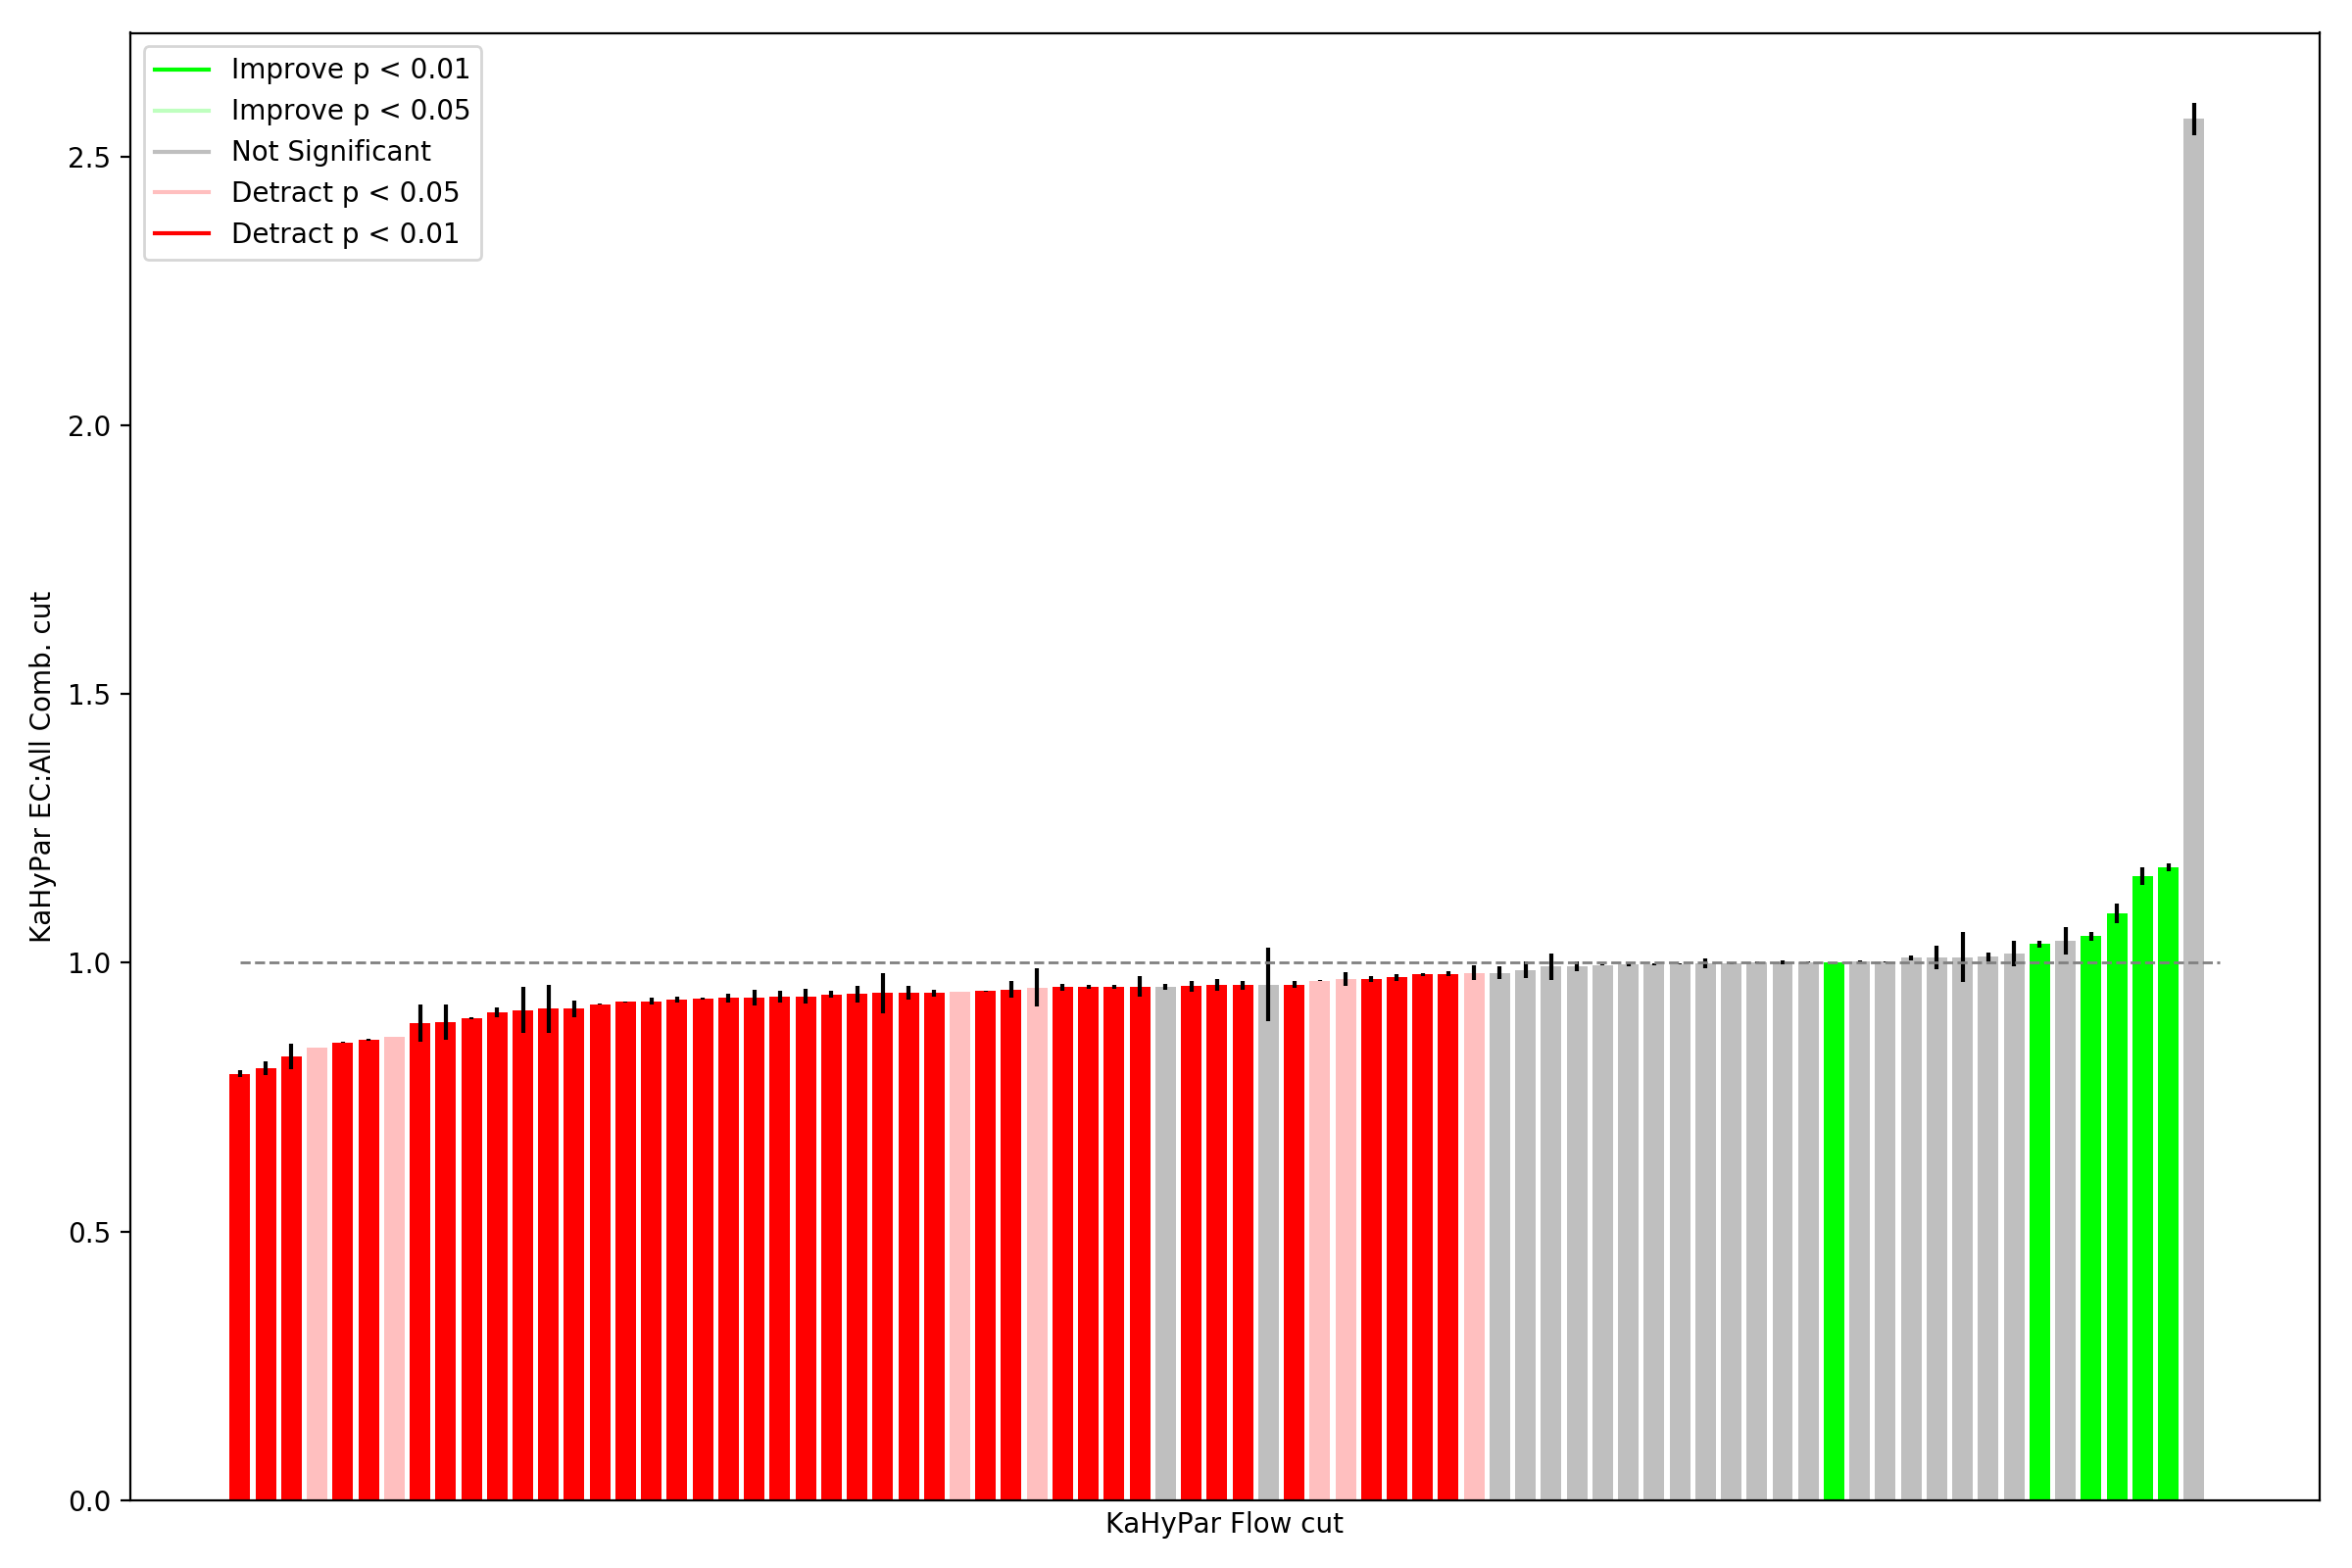 Improve p < 0.01
Improve p < 0.05
Not Significant
Detract p < 0.05
Detract p < 0.01
2.5
2.0
1.5
1.0
0.5
0.0
KaHyPar EC:All Comb. cut
KaHyPar Flow cut